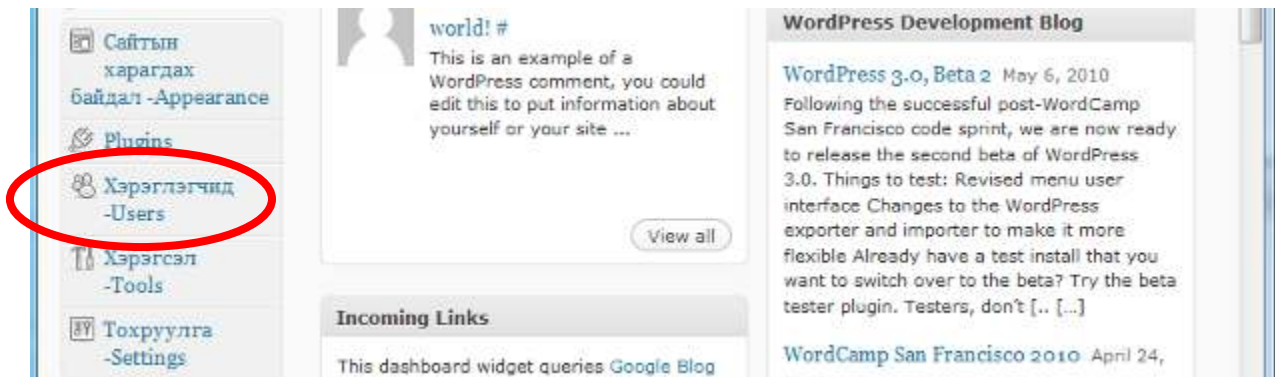 Сайтын
харагдах
байдал -Appearance
Plugins
Хэрэглэгчид
-Users
Хэрэгсэл
-Tools
Тохруулга
-Settings
world! #
This is an example of a
WordPress comment, you could
edit this to put information about
yourself or your site ...
View all
Incoming Links
This dashboard widget queries Google Blog
WordPress Development Blog
WordPress 3.0, Beta 2 May 6, 2010
Following the successful post-WordCamp
San Francisco code sprint, we are now ready
to release the second beta of WordPress
3.0. Things to test: Revised menu user
interface Changes to the WordPress
exporter and importer to make it more
flexible Already have a test install that you
want to switch over to the beta? Try the beta
tester plugin. Testers, don't [.. [...]
WordCamp San Francisco 2010 April 24,